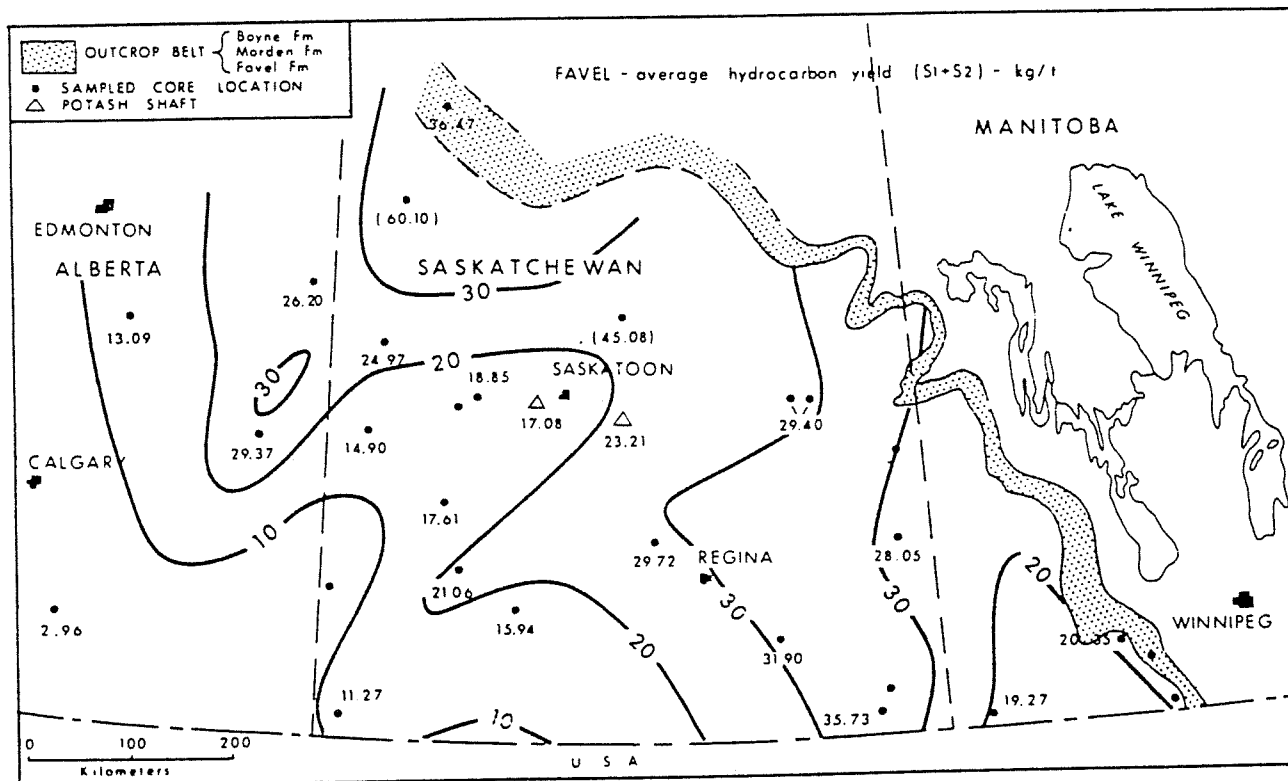 OUTCROP BELT
Boyne Fm
Morden Fm
Favel Fm
SAMPLED CORE LOCATION
POTASH SHAFT
FAVEL - average hydrocarbon yield (S1+S2) - kg/t
MANITOBA
36.47
LAKE WINNIPEG
(60.10)
EDMONTON
ALBERTA
SASKATCHEWAN
30
26.20
13.09
(45.08)
24.97
20
30
18.85
SASKATOON
17.08
23.21
29.40
29.37
14.90
CALGARY
17.61
10
29.72
REGINA
28.05
20
21.06
30
30
2.96
15.94
20
31.90
20.35
WINNIPEG
11.27
10
35.73
19.27
0 100 200
Kilometers
USA